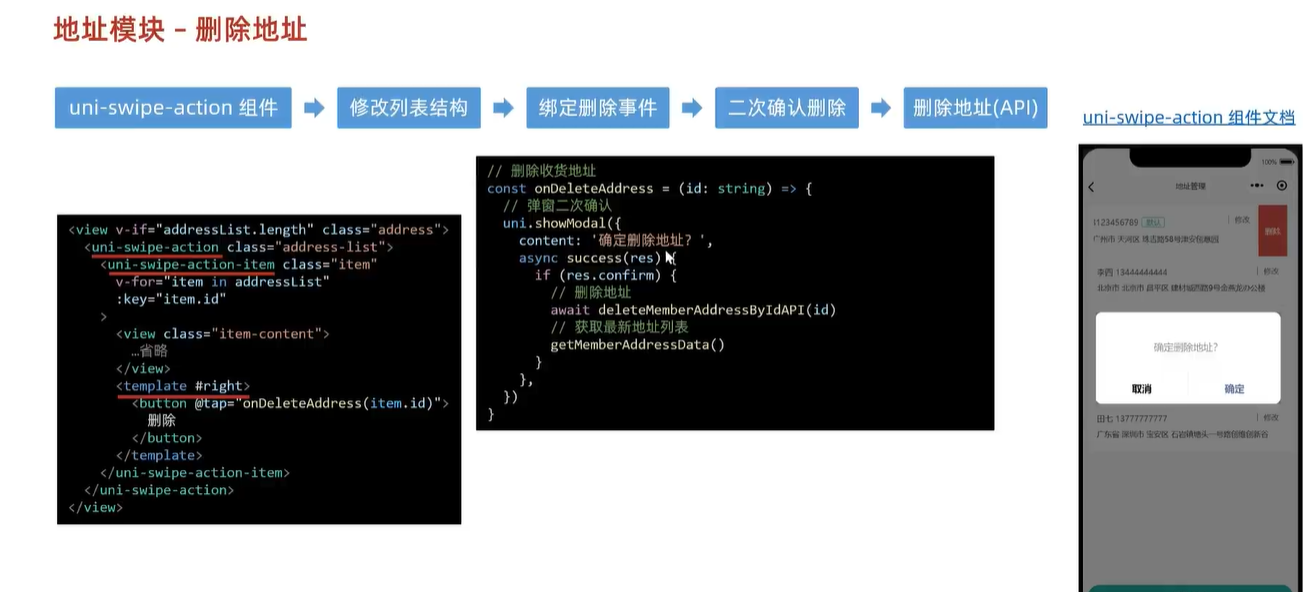 地址模块 – 删除地址
uni-swipe-action 组件
修改列表结构
绑定删除事件
二次确认删除
删除地址(API)
uni-swipe-action 组件文档
<view v-if="addressList.length" class="address">
<uni-swipe-action class="address-list">
<uni-swipe-action-item class="item"
v-for="item in addressList"
:key="item.id"
>
<view class="item-content">
…省略
</view>
<template #right>
<button @tap="onDeleteAddress(item.id)">
删除
</button>
</template>
</uni-swipe-action-item>
</uni-swipe-action>
</view>
// 删除收货地址
const onDeleteAddress = (id: string) => {
// 弹窗二次确认
uni.showModal({
content: '确定删除地址？',
async success(res) {
if (res.confirm) {
// 删除地址
await deleteMemberAddressByIdAPI(id)
// 获取最新地址列表
getMemberAddressData()
}
},
})
}
100%
地址管理
1123456789 默认
修改
删除
广州市 天河区 珠吉路58号津安创意园
李四 13444444444
修改
北京市 北京市 昌平区 建材城西路9号金燕龙办公楼
确定删除地址？
取消
确定
田七 13777777777
修改
广东省 深圳市 宝安区 石岩镇塘头一号路创维创新谷